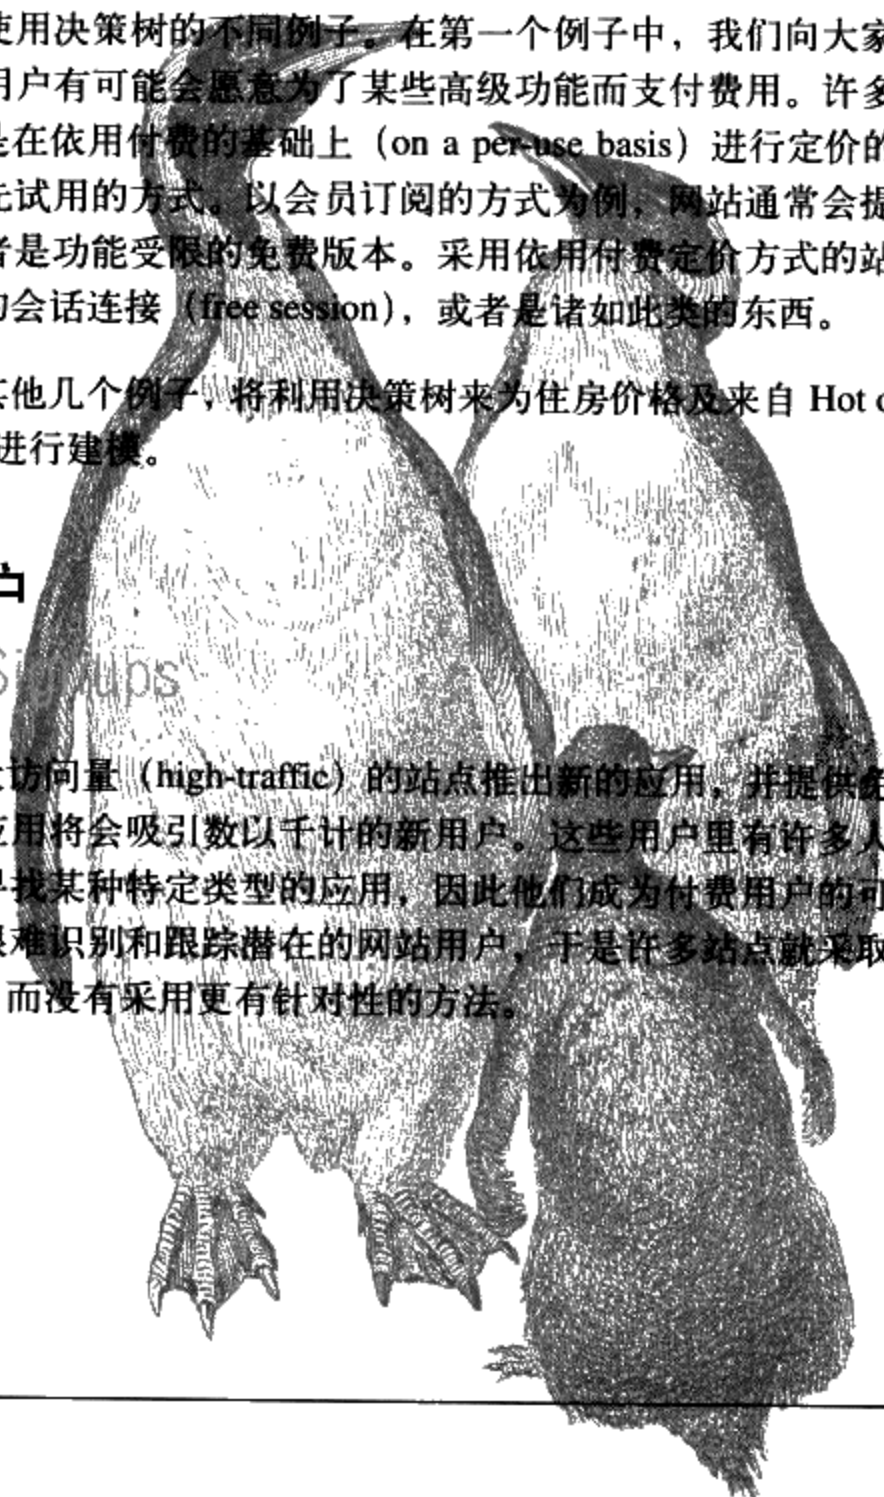 使用决策树的不同例子。在第一个例子中，我们向大家
用户有可能会愿意为了某些高级功能而支付费用。许多
是在依用付费的基础上（on a per-use basis）进行定价的
先试用的方式。以会员订阅的方式为例，网站通常会提
者是功能受限的免费版本。采用依用付费定价方式的站
的会话连接（free session），或者是诸如此类的东西。
其他几个例子，将利用决策树来为住房价格及来自 Hot o
进行建模。
户
Signups
访问量（high-traffic）的站点推出新的应用，并提供免
应用将会吸引数以千计的新用户。这些用户里有许多人
寻找某种特定类型的应用，因此他们成为付费用户的可
很难识别和跟踪潜在的网站用户，于是许多站点就采取
而没有采用更有针对性的方法。